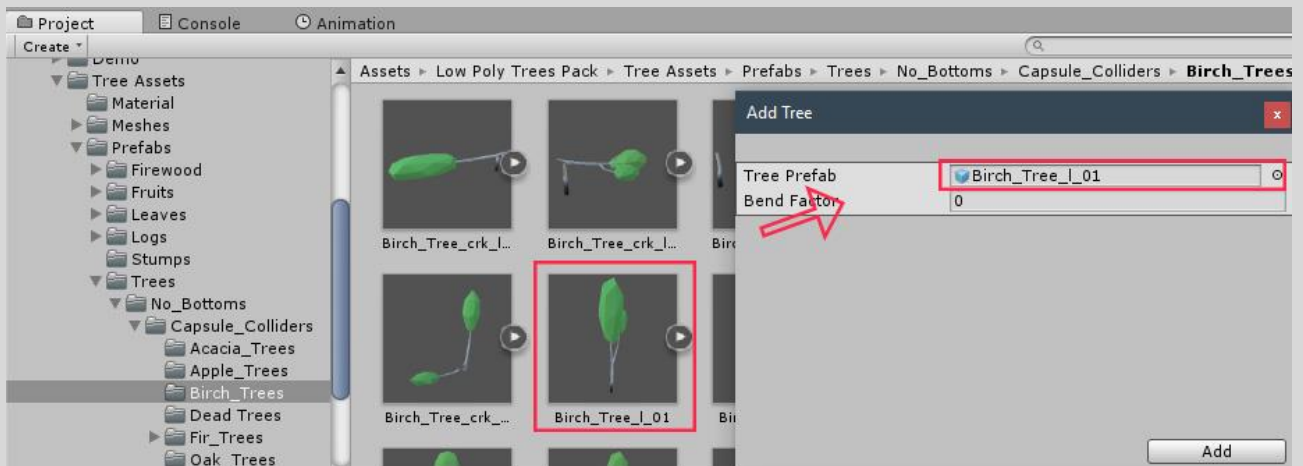 Project Console Animation
Create
Demo
Tree Assets
Material
Meshes
Prefabs
Firewood
Fruits
Leaves
Logs
Stumps
Trees
No_Bottoms
Capsule_Colliders
Acacia_Trees
Apple_Trees
Birch_Trees
Dead Trees
Fir_Trees
Oak_Trees
Assets Low Poly Trees Pack Tree Assets Prefabs Trees No_Bottoms Capsule_Colliders Birch_Trees
Birch_Tree_crk_l... Birch_Tree_crk_l... Birc
Birch_Tree_crk_... Birch_Tree_l_01 Bi
Add Tree
x
Tree Prefab Birch_Tree_l_01
Bend Factor 0
Add